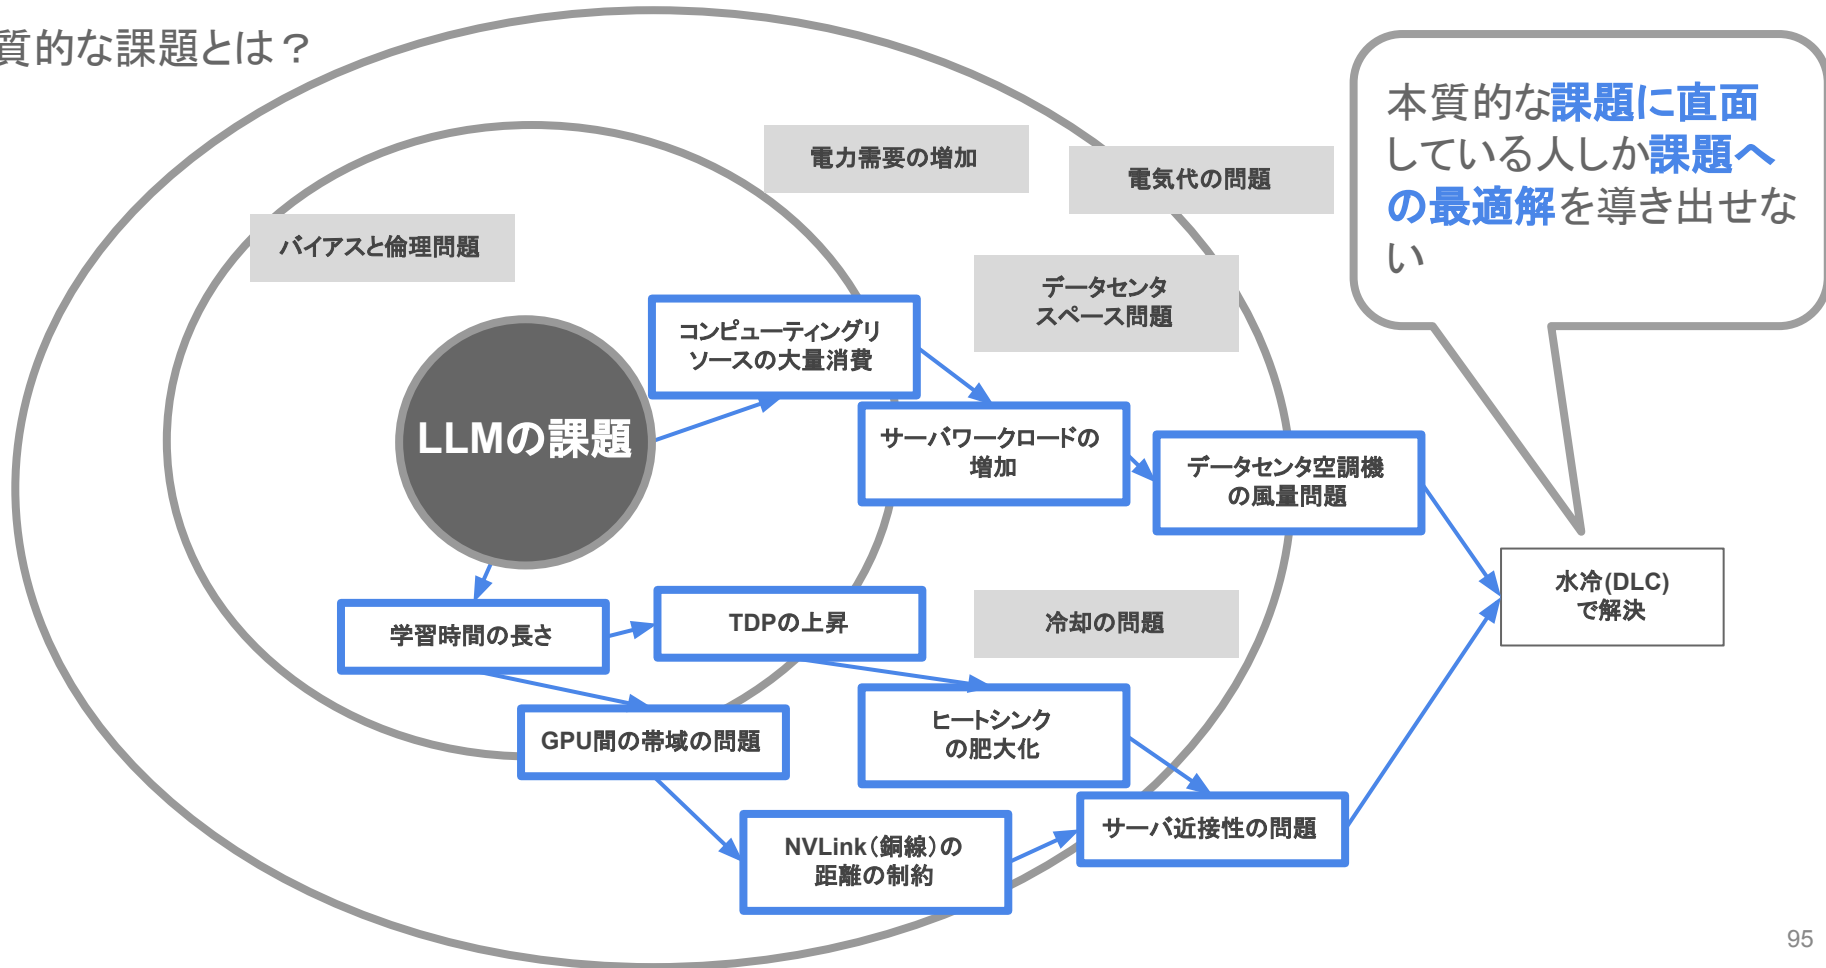 質的な課題とは？
本質的な課題に直面
している人しか課題へ
の最適解を導き出せな
い
電力需要の増加
電気代の問題
バイアスと倫理問題
データセンタ
スペース問題
コンピューティングリ
ソースの大量消費
LLMの課題
サーバワークロードの
増加
データセンタ空調機
の風量問題
水冷(DLC)
で解決
学習時間の長さ
TDPの上昇
冷却の問題
GPU間の帯域の問題
ヒートシンク
の肥大化
NVLink（銅線）の
距離の制約
サーバ近接性の問題
95